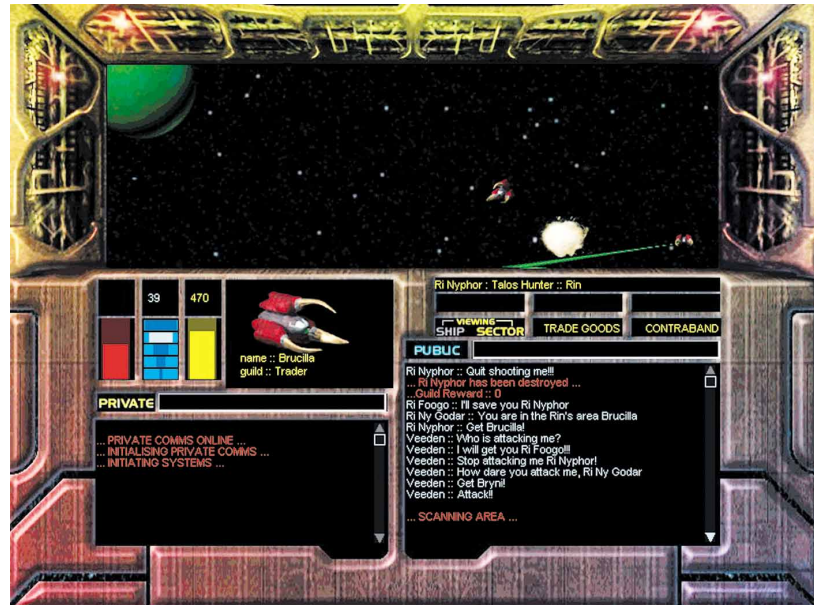 39 470
name :: Brucilla
guild :: Trader
Ri Nyphor : Talos Hunter :: Rin
VIEWING
SHIP SECTOR TRADE GOODS CONTRABAND
PUBLIC
Ri Nyphor :: Quit shooting me!!!
... Ri Nyphor has been destroyed ...
...Guild Reward :: 0
Ri Foogo :: I'll save you Ri Nyphor
Ri Ny Godar :: You are in the Rin's area Brucilla
Ri Nyphor :: Get Brucilla!
Veeden :: Who is attacking me?
Veeden :: I will get you Ri Foogo!!!
Veeden :: Stop attacking me Ri Nyphor!
Veeden :: How dare you attack me, Ri Ny Godar
Veeden :: Get Bryni!
Veeden :: Attack!!
... SCANNING AREA ...
PRIVATE
... PRIVATE COMMS ONLINE ...
... INITIALISING PRIVATE COMMS ...
... INITIATING SYSTEMS ...